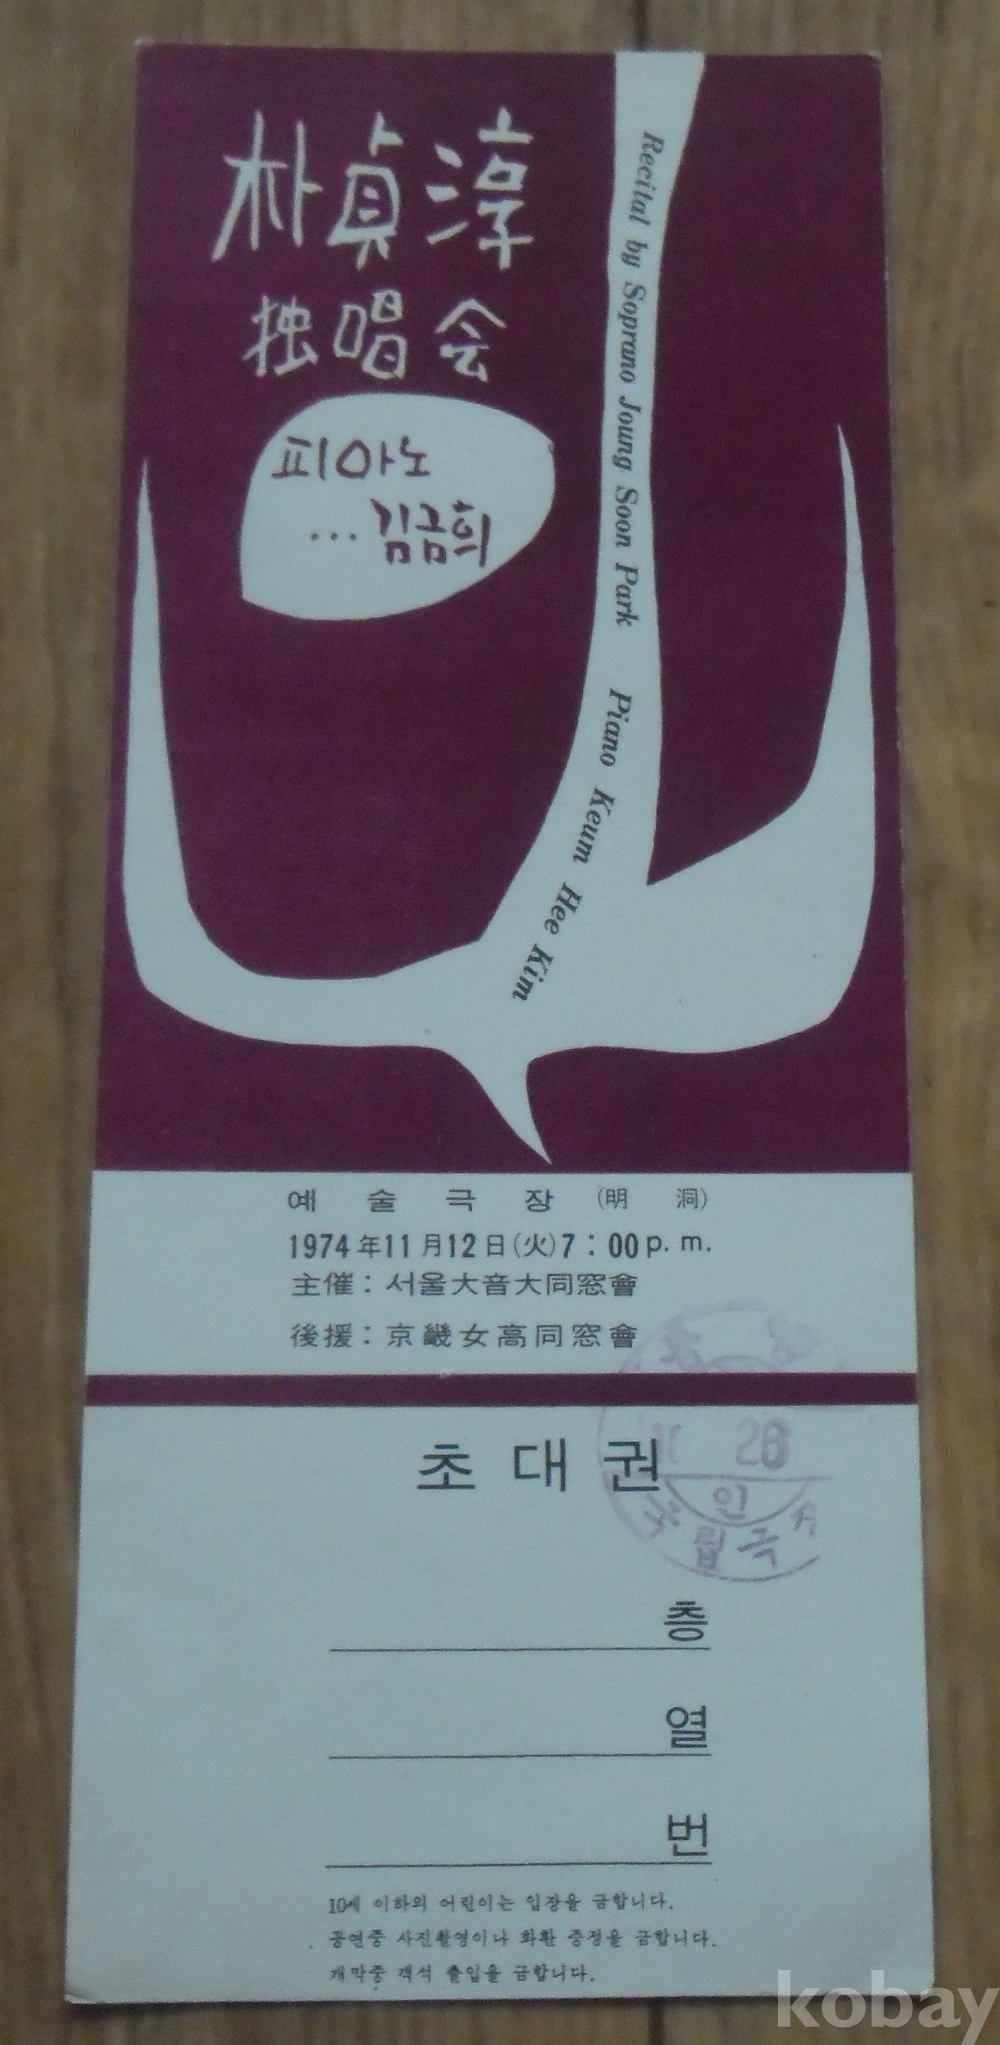 朴貞淳
独唱会
피아노
...김금희
Recital by Soprano Joung Soon Park Piano Keum Hee Kim
예술극장 (明洞)
1974年11月12日(火)7:00p.m.
主催: 서울大音大同窓會
後援: 京畿女高同窓會
11 26
인
국립극
초대권
층
열
번
10세 이하의 어린이는 입장을 금합니다.
공연중 사진촬영이나 화환 증정을 금합니다.
개막중 객석 출입을 금합니다.
kobay